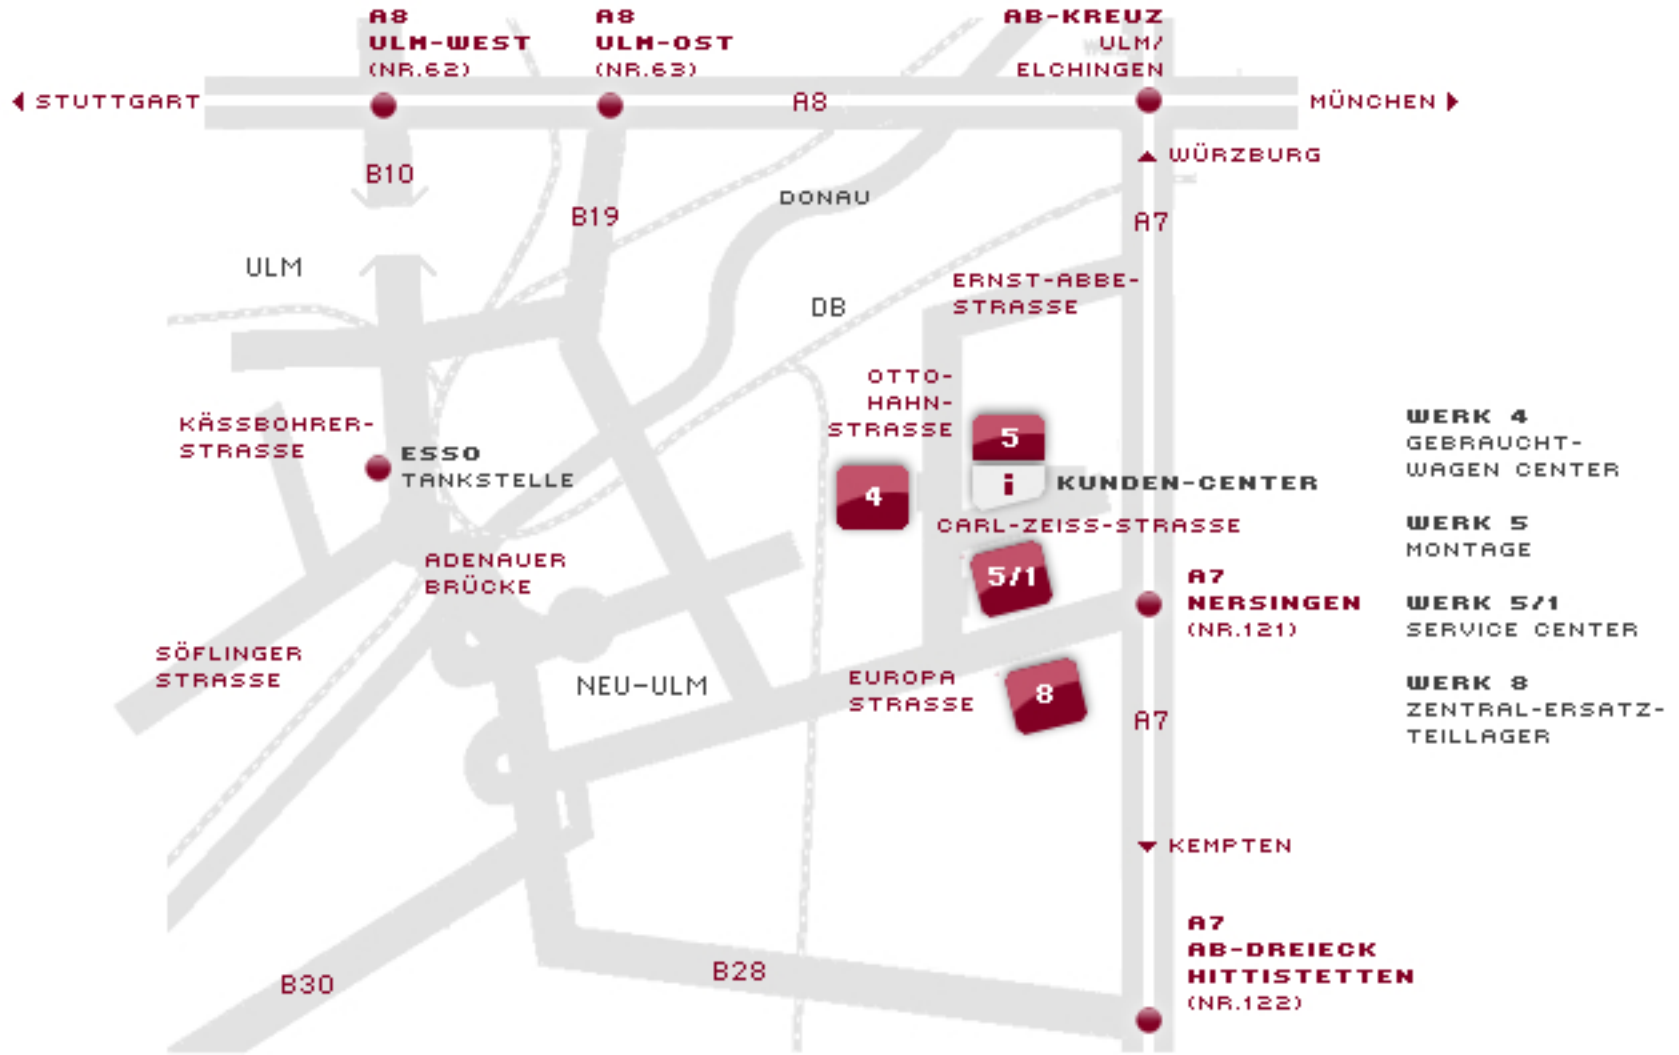 A8
ULM-WEST
(NR.62)
A8
ULM-OST
(NR.63)
AB-KREUZ
ULM/
ELCHINGEN
STUTTGART
A8
MÜNCHEN
WÜRZBURG
B10
B19
DONAU
A7
ULM
ERNST-ABBE-
STRASSE
DB
OTTO-
HAHN-
STRASSE
KÄSSBOHRER-
STRASSE
ESSO
TANKSTELLE
5
i
KUNDEN-CENTER
4
CARL-ZEISS-STRASSE
5/1
ADENAUER
BRÜCKE
A7
NERSINGEN
(NR.121)
SÖFLINGER
STRASSE
NEU-ULM
EUROPA
STRASSE
8
A7
KEMPTEN
A7
AB-DREIECK
HITTISTETTEN
(NR.122)
B28
B30
WERK 4
GEBRAUCHT-
WAGEN CENTER
WERK 5
MONTAGE
WERK 5/1
SERVICE CENTER
WERK 8
ZENTRAL-ERSATZ-
TEILLAGER